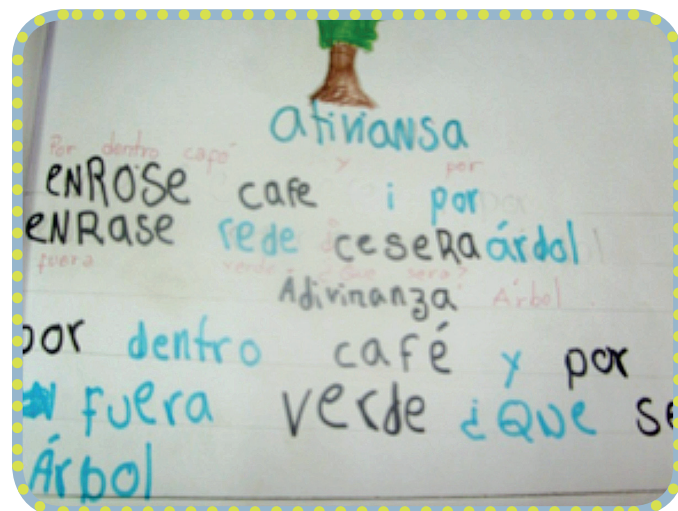 ativinansa
Por dentro café y por
ENROSE cafe i por
ENRASE rede ceseRa árdol
fuera verde ¿Que sera?
Adivinanza Árbol
por dentro café y por
fuera verde ¿Que se
Árbol